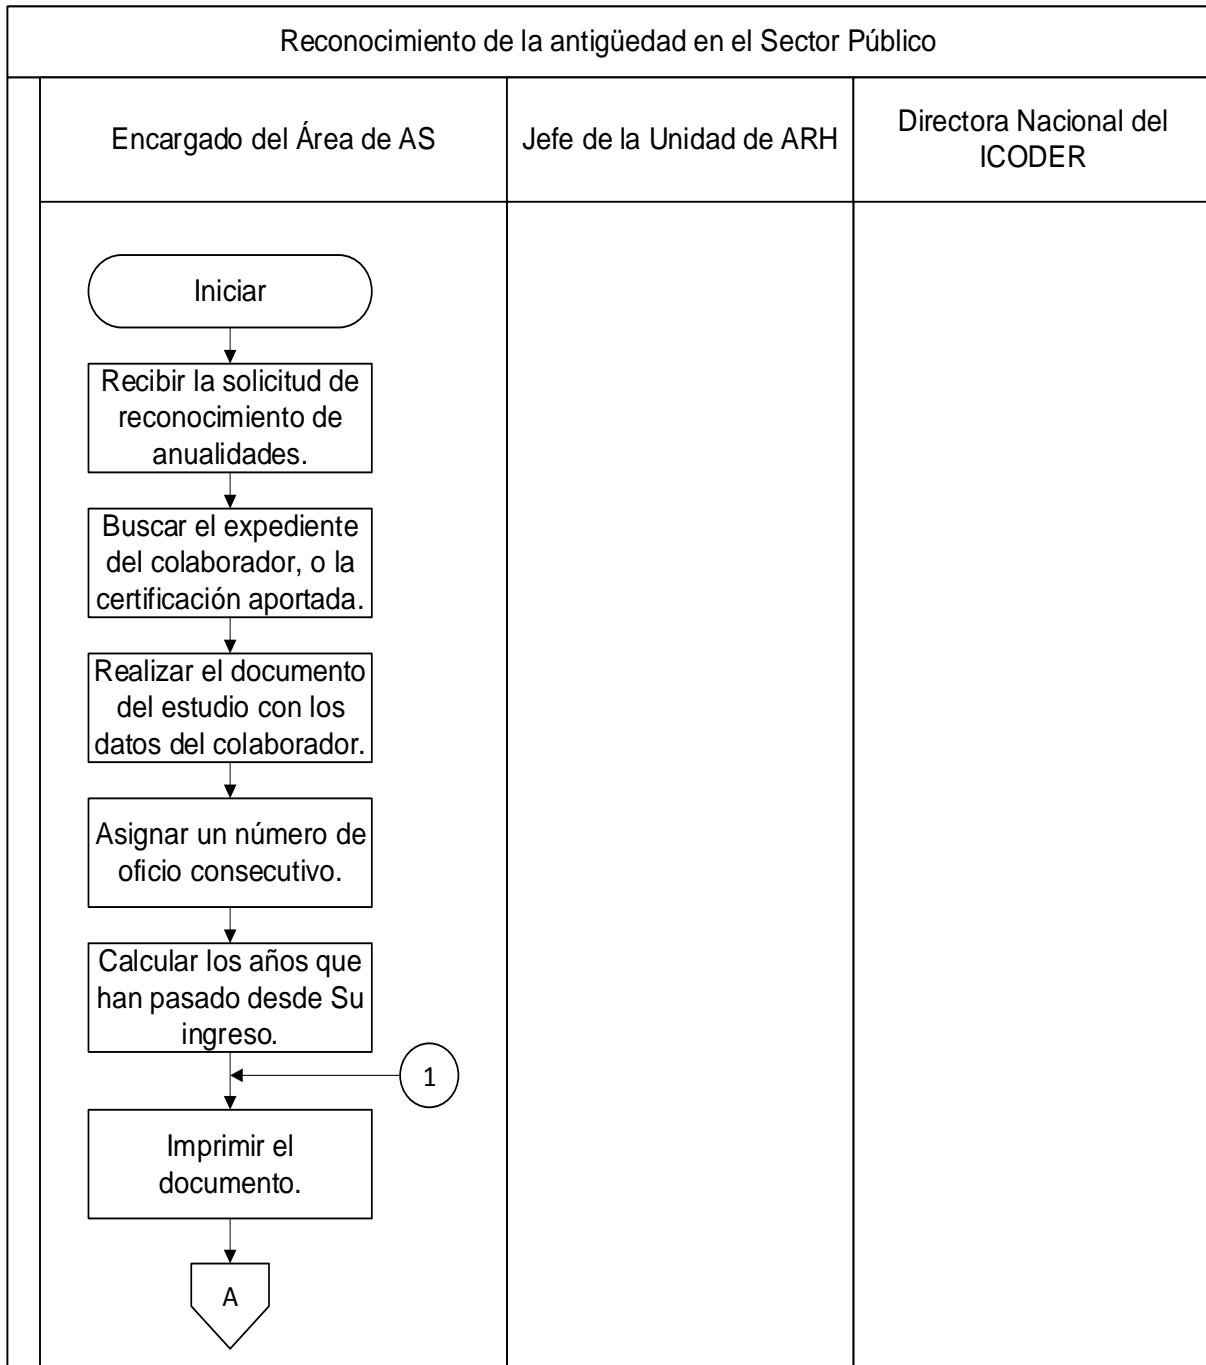 Reconocimiento de la antigüedad en el Sector Público
Encargado del Área de AS
Jefe de la Unidad de ARH
Directora Nacional del
ICODER
Iniciar
Recibir la solicitud de
reconocimiento de
anualidades.
Buscar el expediente
del colaborador, o la
certificación aportada.
Realizar el documento
del estudio con los
datos del colaborador.
Asignar un número de
oficio consecutivo.
Calcular los años que
han pasado desde Su
ingreso.
1
Imprimir el
documento.
A